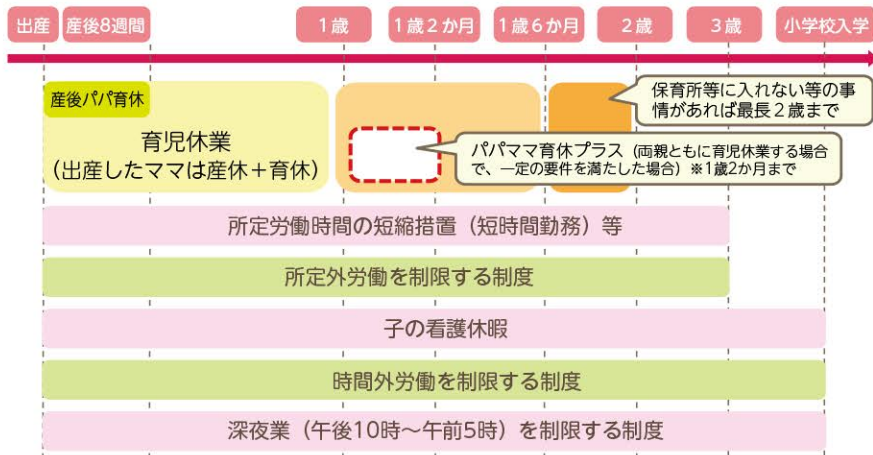 出産
産後8週間
1歳
1歳2か月
1歳6か月
2歳
3歳
小学校入学
産後パパ育休
育児休業
(出産したママは産休+育休)
保育所等に入れない等の事
情があれば最長2歳まで
パパママ育休プラス(両親ともに育児休業する場合
で、一定の要件を満たした場合)※1歳2か月まで
所定労働時間の短縮措置(短時間勤務)等
所定外労働を制限する制度
子の看護休暇
時間外労働を制限する制度
深夜業(午後10時〜午前5時)を制限する制度